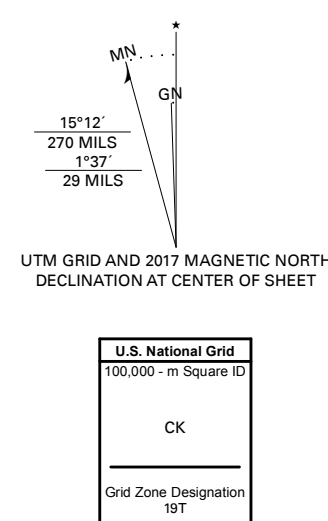 ★
MN
GN
15°12´
270 MILS
1°37´
29 MILS
UTM GRID AND 2017 MAGNETIC NORTH
DECLINATION AT CENTER OF SHEET
U.S. National Grid
100,000 - m Square ID
CK
Grid Zone Designation
19T